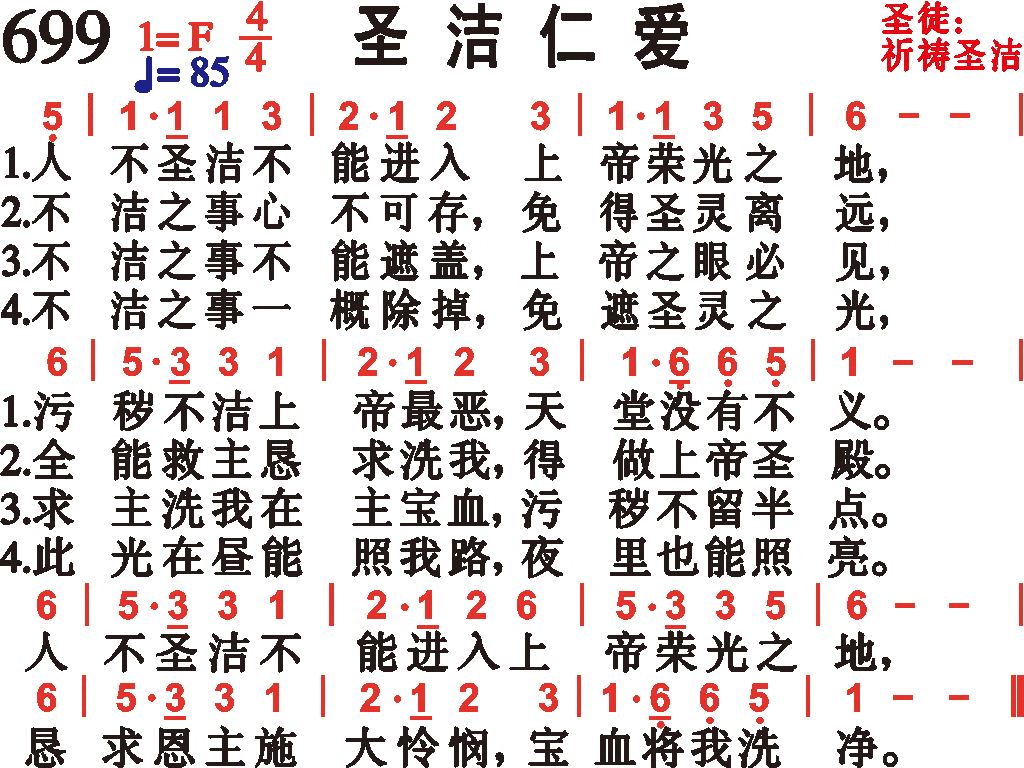 699 1=F 4/4 圣洁仁爱 圣徒：
♩=85 祈祷圣洁
5̣ | 1·1̲ 1 3 | 2·1̲ 2 3 | 1·1̲ 3 5 | 6 – – |
1.人不圣洁不能进入上帝荣光之地，
2.不洁之事心不可存，免得圣灵离远，
3.不洁之事不能遮盖，上帝之眼必见，
4.不洁之事一概除掉，免遮圣灵之光，
6 | 5·3̲ 3 1 | 2·1̲ 2 3 | 1·6̲̣ 6̣ 5̣ | 1 – – |
1.污秽不洁上帝最恶，天堂没有不义。
2.全能救主恳求洗我，得做上帝圣殿。
3.求主洗我在主宝血，污秽不留半点。
4.此光在昼能照我路，夜里也能照亮。
6 | 5·3̲ 3 1 | 2·1̲ 2 6 | 5·3̲ 3 5 | 6 – – |
人不圣洁不能进入上帝荣光之地，
6 | 5·3̲ 3 1 | 2·1̲ 2 3 | 1·6̲̣ 6̣ 5̣ | 1 – – ‖
恳求恩主施大怜悯，宝血将我洗净。